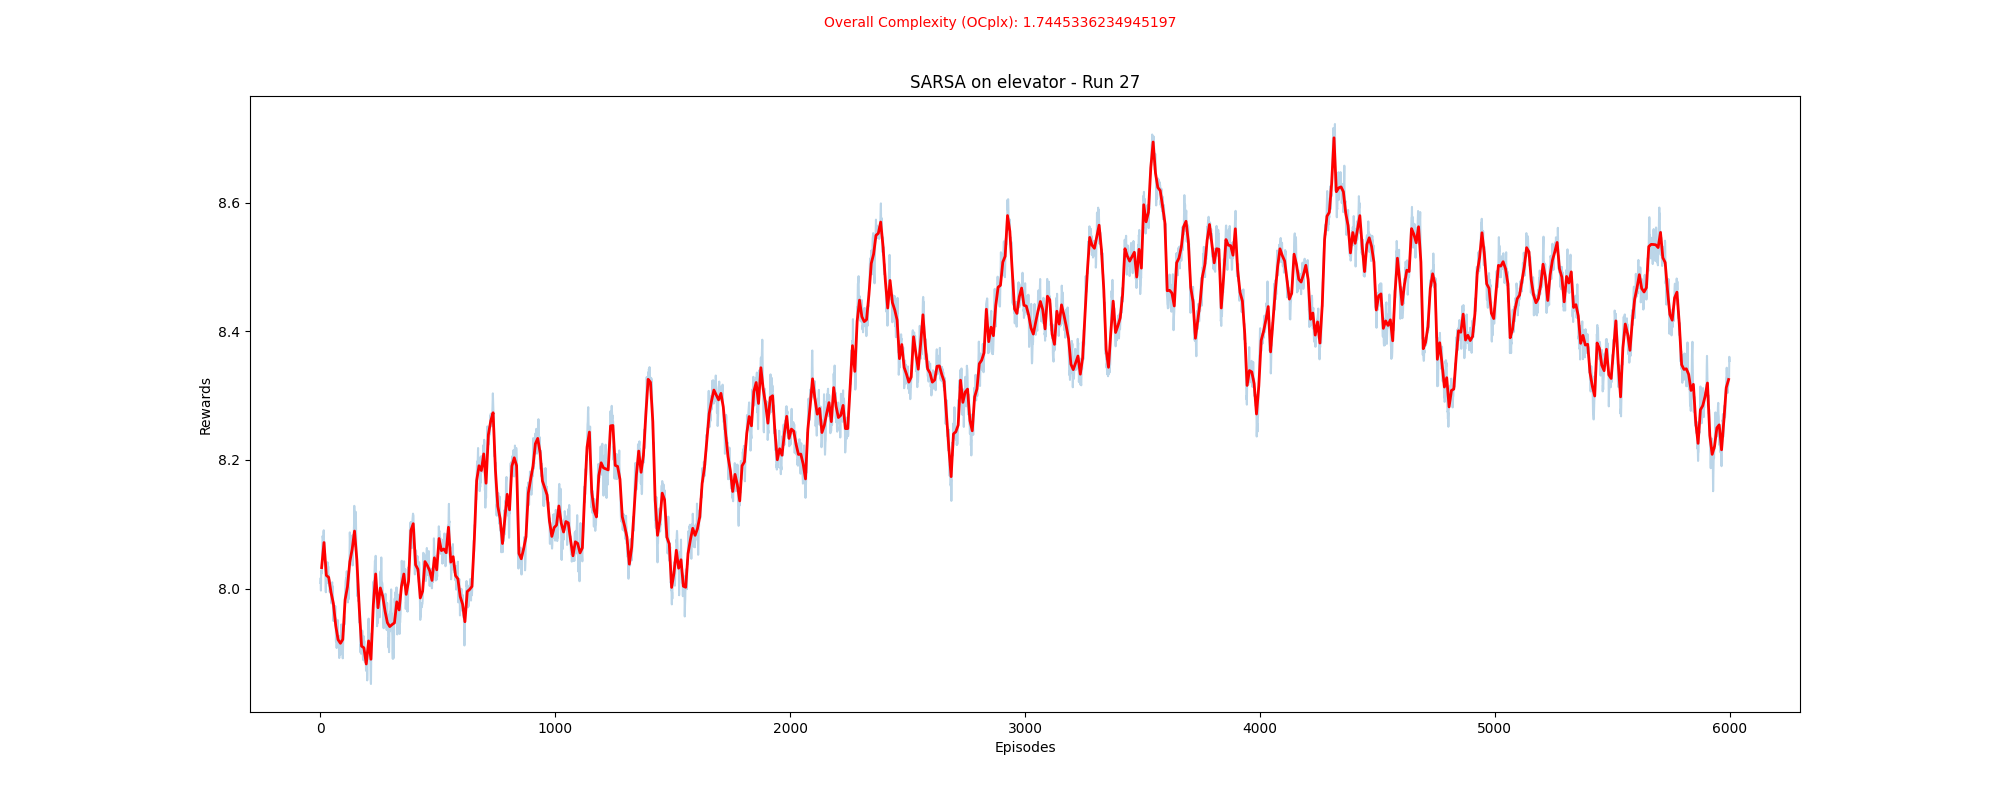 Overall Complexity (OCplx): 1.7445336234945197
SARSA on elevator - Run 27
Rewards
8.6
8.4
8.2
8.0
0 1000 2000 3000 4000 5000 6000
Episodes